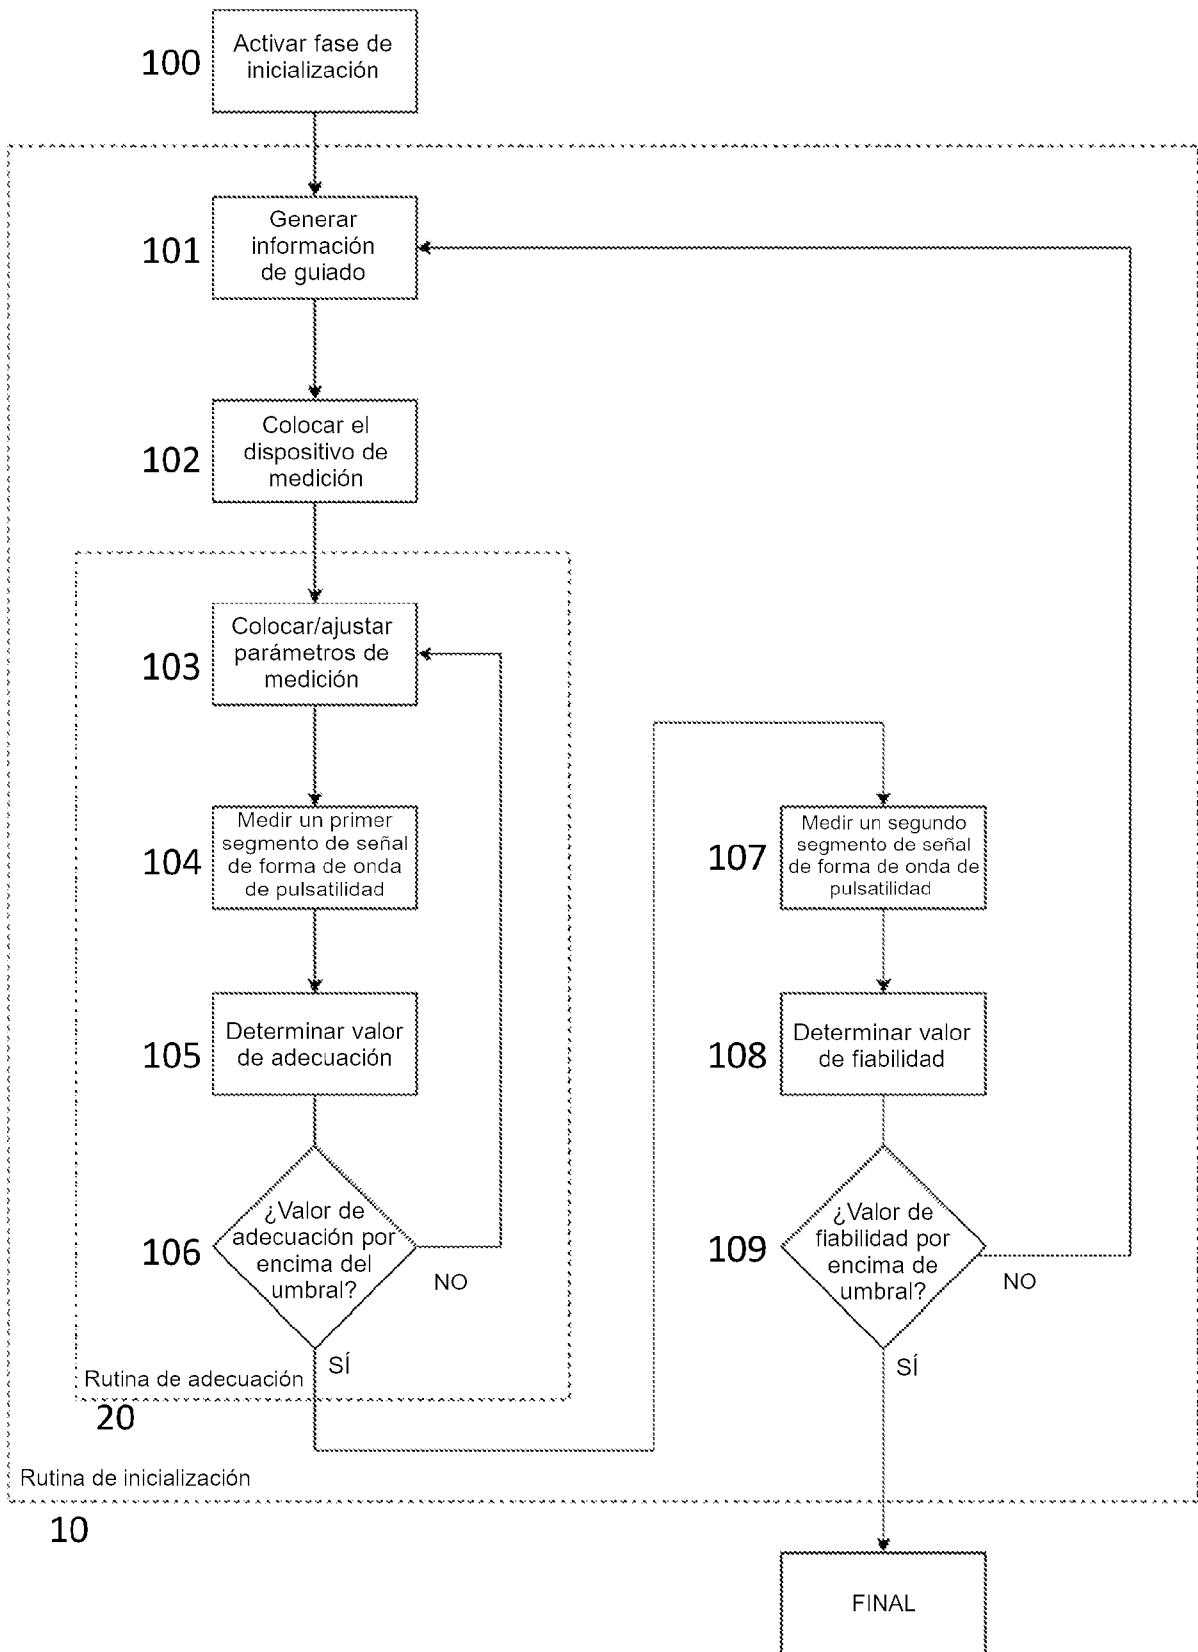 100
Activar fase de
inicialización
101
Generar
información
de guiado
102
Colocar el
dispositivo de
medición
103
Colocar/ajustar
parámetros de
medición
104
Medir un primer
segmento de señal
de forma de onda
de pulsatilidad
105
Determinar valor
de adecuación
106
¿Valor de
adecuación por
encima del
umbral?
NO
SÍ
Rutina de adecuación
20
107
Medir un segundo
segmento de señal
de forma de onda de
pulsatilidad
108
Determinar valor
de fiabilidad
109
¿Valor de
fiabilidad por
encima de
umbral?
NO
SÍ
Rutina de inicialización
10
FINAL